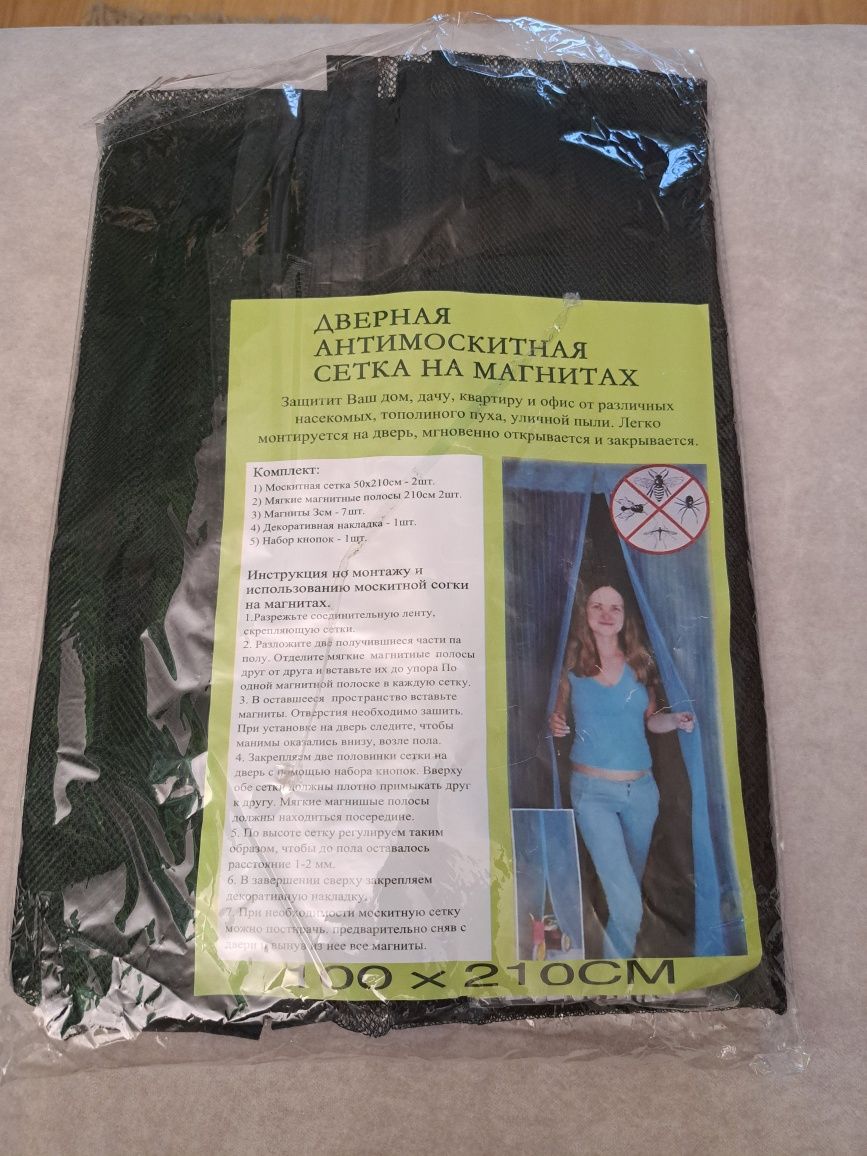 ДВЕРНАЯ
АНТИМОСКИТНАЯ
СЕТКА НА МАГНИТАХ
Защитит Ваш дом, дачу, квартиру и офис от различных
насекомых, тополиного пуха, уличной пыли. Легко
монтируется на дверь, мгновенно открывается и закрывается.
Комплект:
1) Москитная сетка 50х210см - 2шт.
2) Мягкие магнитные полосы 210см 2шт.
3) Магниты 3см - 7шт.
4) Декоративная накладка - 1шт.
5) Набор кнопок - 1шт.
Инструкция но монтажу и
использованию москитной согки
на магнитах.
1.Разрежьте соединительную ленту,
скрепляющую сетки.
2. Разложите две получившиеся части па
полу. Отделите мягкие магнитные полосы
друг от друга и вставьте их до упора По
одной магнитной полоске в каждую сетку.
3. В оставшееся пространство вставьте
магниты. Отверстия необходимо зашить.
При установке на дверь следите, чтобы
манимы оказались внизу, возле пола.
4. Закрепляэм две половинки сетки на
дверь с помощью набора кнопок. Вверху
обе сетки должны плотно примыкать друг
к другу. Мягкие магнишые полосы
должны находиться посередине.
5. По высоте сетку регулируем таким
образом, чтобы до пола оставалось
расстояние 1-2 мм.
6. В завершении сверху закрепляем
декоративную накладку.
7. При необходимости москитную сетку
можно постирачь, предварительно сняв с
двери и вынув из нее все магниты.
100 х 210СМ